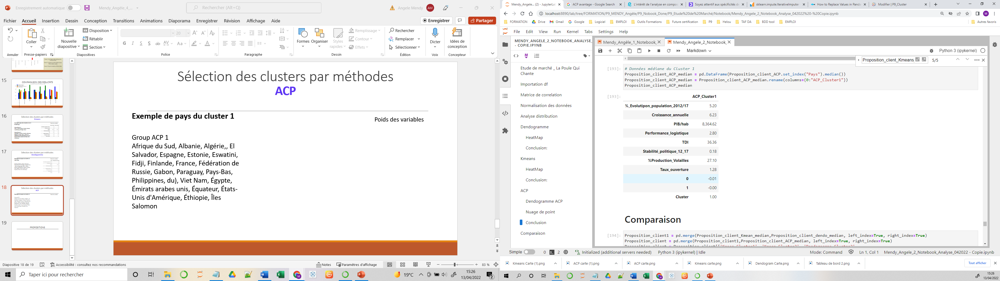 Enregistrement automatique
Mendy_Angèle_4_...
Rechercher (Alt+Q)
Angele Mendy
AM
Fichier Accueil Insertion Dessin Conception Transitions Animations Diaporama Enregistrer Révision Affichage Aide
Enregistrer
Partager
Coller
Nouvelle diapositive
Disposition
Rétablir
Section
20
Formes
Organiser
Styles rapides
Remplissage
Contour
Effets
Rechercher
Remplacer
Sélectionner
Dicter
Idées de conception
Annuler Presse-papiers Diapositives Police Paragraphe Dessin Édition Voix Concepteur
15
COMPARAISON DES RESULTATS
16
Sélection des clusters par méthodes
Kmeans
17
Sélection des clusters par méthodes
Dendogramme
18
Sélection des clusters par méthodes
ACP
19
PROPOSITIONS
Sélection des clusters par méthodes
ACP
Exemple de pays du cluster 1
Poids des variables
Group ACP 1
Afrique du Sud, Albanie, Algérie,, El
Salvador, Espagne, Estonie, Eswatini,
Fidji, Finlande, France, Fédération de
Russie, Gabon, Paraguay, Pays-Bas,
Philippines, du), Viet Nam, Égypte,
Émirats arabes unis, Équateur, États-
Unis d'Amérique, Éthiopie, Îles
Salomon
Diapositive 18 de 19
Accessibilité : consultez nos recommandations
Notes
Paramètres d'affichage
83 %
Taper ici pour rechercher
19°C
15:26
13/04/2022
2
Mendy_Angele... (2) - JupyterLa
ACP avantage - Google Search
L'intérêt de l'analyse en compos
Soyez attentif aux spécificités de
sklearn.impute.IterativeImputer
How to Replace Values in Panda
Modifier | P9_Cluster
localhost:8890/lab/tree/FORMATION/P9_MENDY_Angèle/P9_Nobook_Done/P9_Etude%20de%20Marché/Notebook/Mendy_Angele_2_Notebook_Analyse_042022%20-%20Copie.ipynb
FORMATION Drive Gmail Google Logiciel EMPLOI Outils Formations Future certification P9 Helou TAF DA BDD tool EMPLOI Autres favoris
File Edit View Run Kernel Tabs Settings Help
MENDY_ANGELE_2_NOTEBOOK_ANALYSE_
- COPIE.IPYNB
Etude de marché _ La Poule Qui
Chante
Importation df
Matrice de correlation
Normalisation des données
Analyse distribution
Dendogramme
HeatMap
Conclusion:
Kmeans
HeatMap
Conclusion:
ACP
Dendogramme ACP
Nuage de point
Conclusion
Comparaison
Mendy_Angèle_1_Notebook_
Mendy_Angele_2_Notebook_
Markdown
Python 3 (ipykernel)
Proposition_client_Kmeans
5/5
[193]:
# Données médiane du Cluster 1
Proposition_client_ACP_median = pd.DataFrame(Proposition_client_ACP.set_index("Pays").median())
Proposition_client_ACP_median = Proposition_client_ACP_median.rename(columns={0:"ACP_Cluster1"})
Proposition_client_ACP_median
[193]:
ACP_Cluster1
%_Evolutipon_population_2012/17 5.20
Croissance_annuelle 6.23
PIB/hab 8,364.62
Performance_logistique 2.80
TDI 36.36
Stabilité_politique_12_17 0.18
%Production_Volailles 27.10
Taux_ouverture 1.28
0 -0.01
1 -0.00
Cluster 1.00
Comparaison
[194]:
Proposition_client1 = pd.merge(Proposition_client_Kmean_median,Proposition_client_dendo_median, left_index=True, right_index=True)
Proposition_client = pd.merge(Proposition_client1,Proposition_client_ACP_median, left_index=True, right_index=True)
Simple 0 2 Initialized (additional servers needed) Python 3 (ipykernel) | Idle
Mode: Command Ln 1, Col 1 Mendy_Angele_2_Notebook_Analyse_042022 - Copie.ipynb
Kmeans Carte (1).png ACP carte (1).png ACP carte.png Kmeans carte.png Dendogram Carte.png Tableau de bord 2.png Tout afficher
15:26
13/04/2022